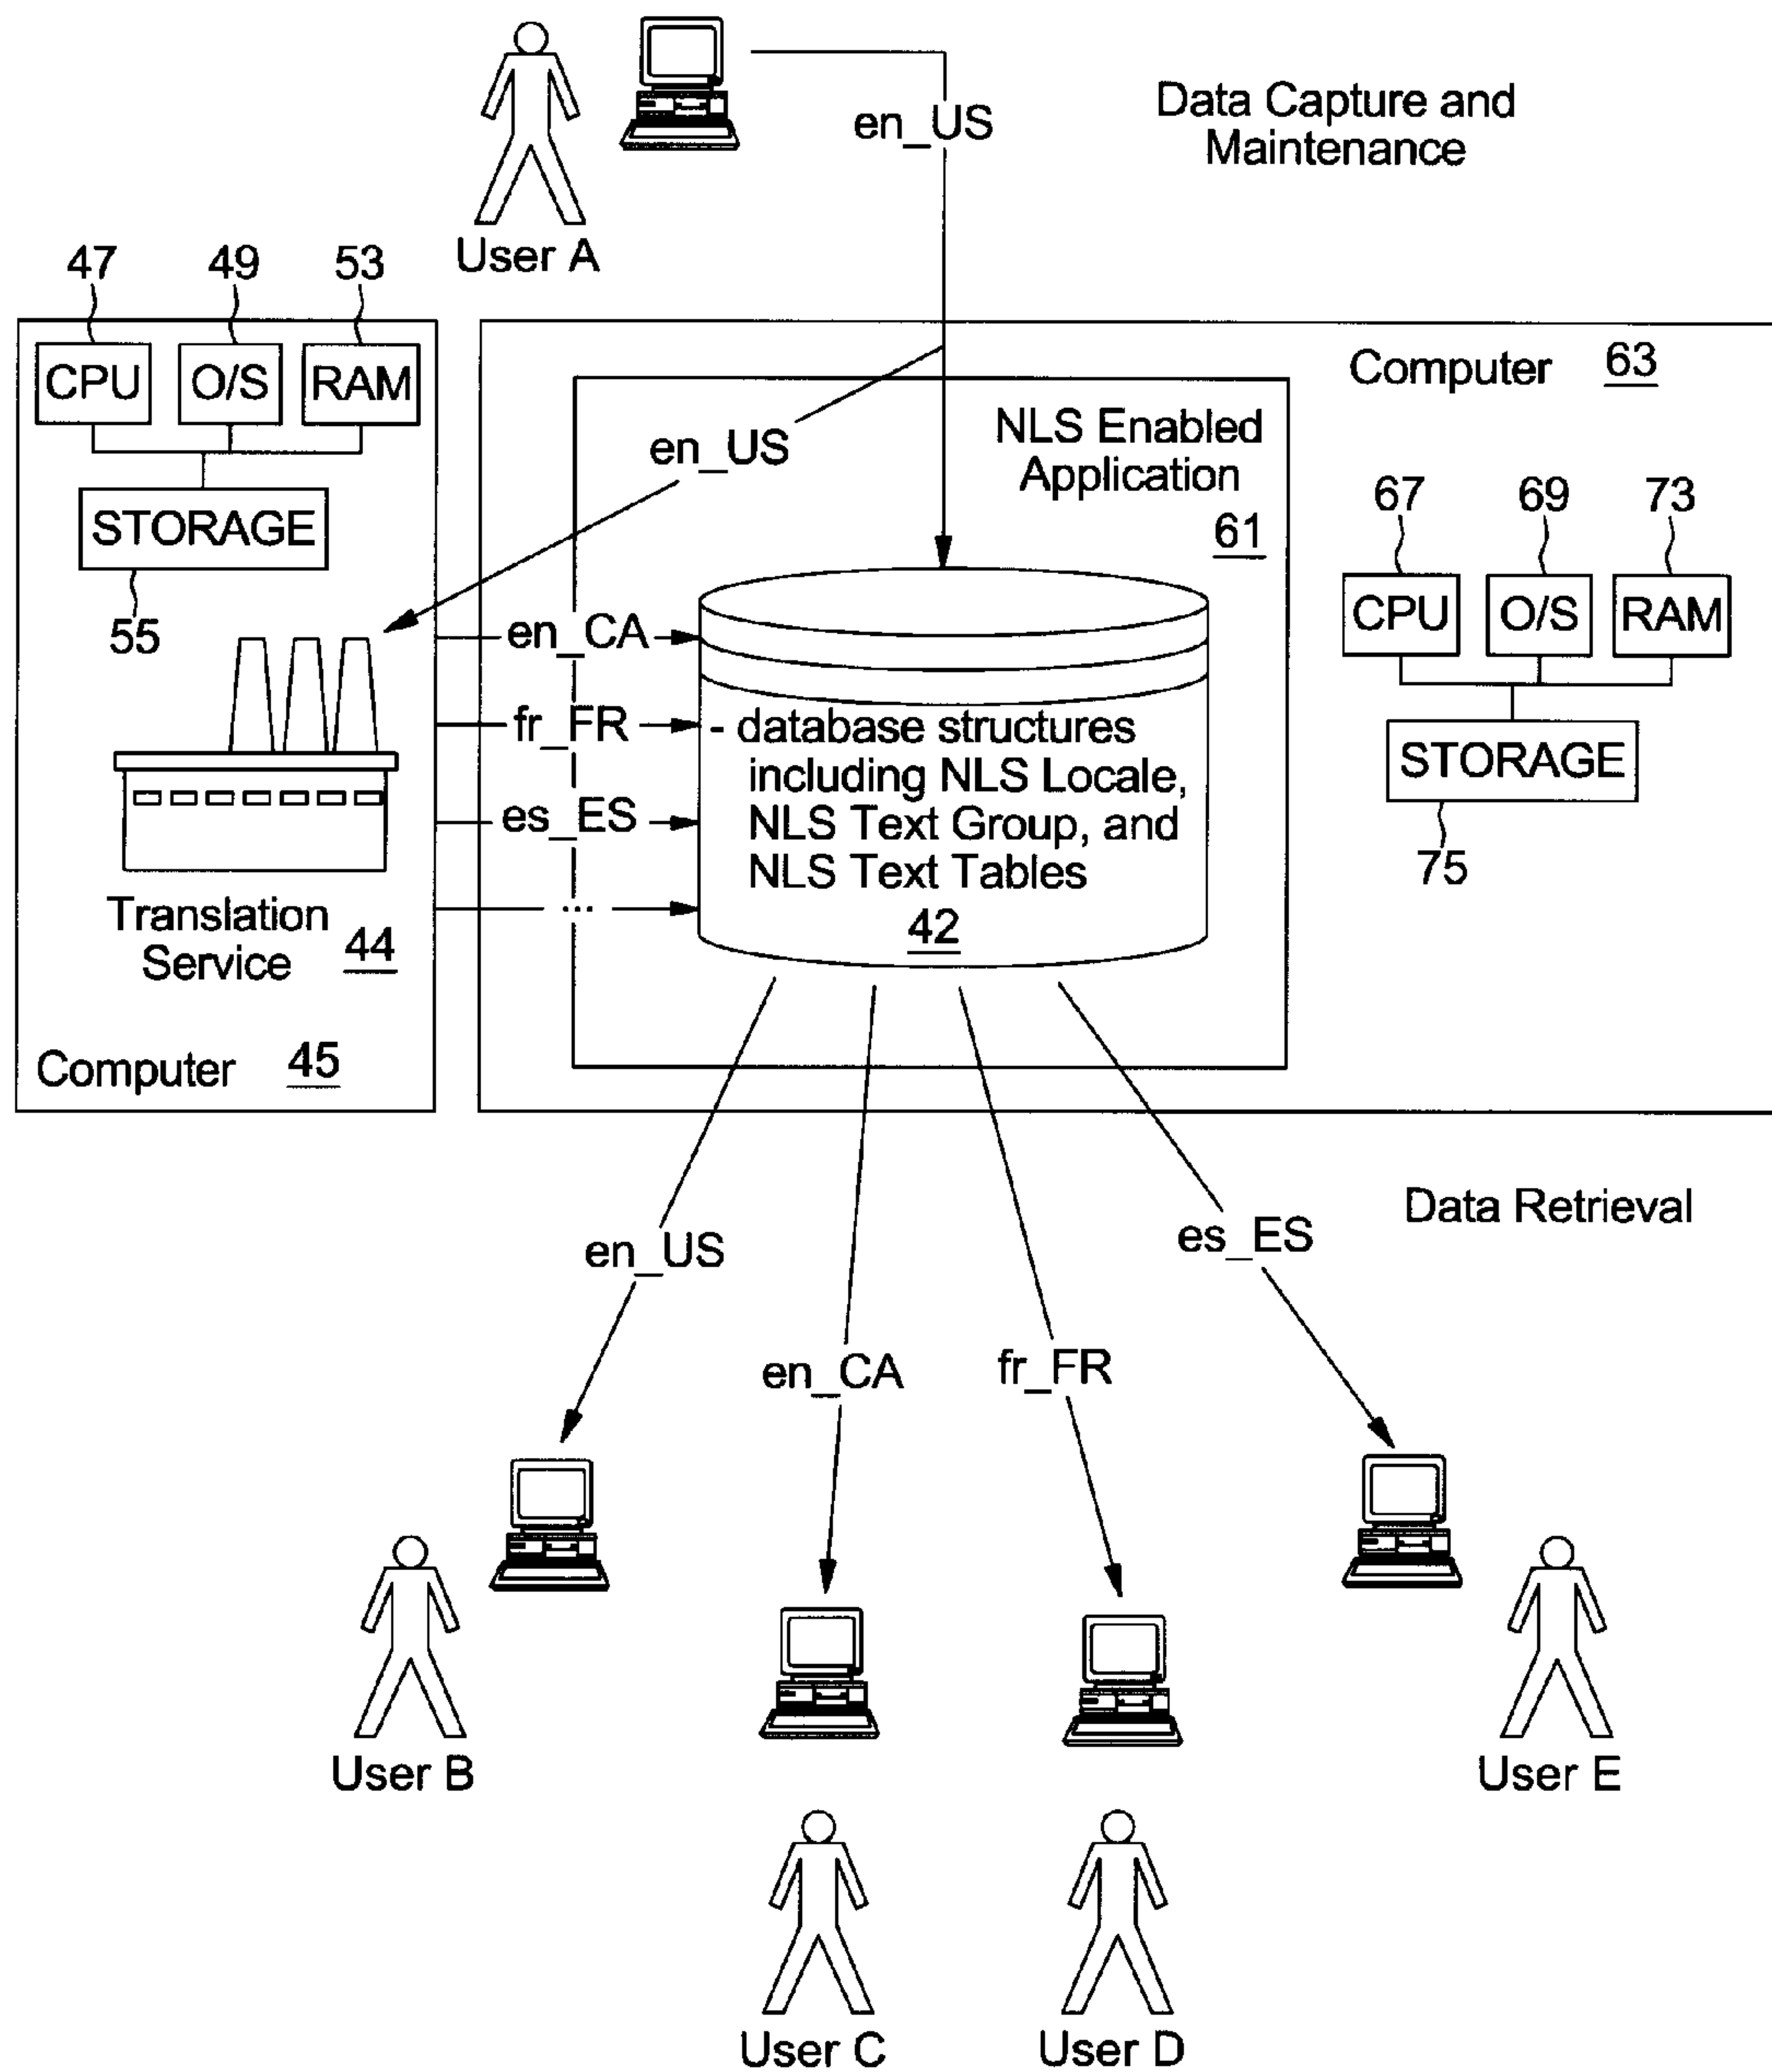 en_US
Data Capture and
Maintenance
User A
47
49
53
CPU
O/S
RAM
STORAGE
55
Computer 63
NLS Enabled
Application
61
en_US
67
69
73
CPU
O/S
RAM
STORAGE
75
en_CA
fr_FR
es_ES
...
- database structures
including NLS Locale,
NLS Text Group, and
NLS Text Tables
42
Translation
Service 44
Computer 45
Data Retrieval
en_US
en_CA
fr_FR
es_ES
User B
User C
User D
User E